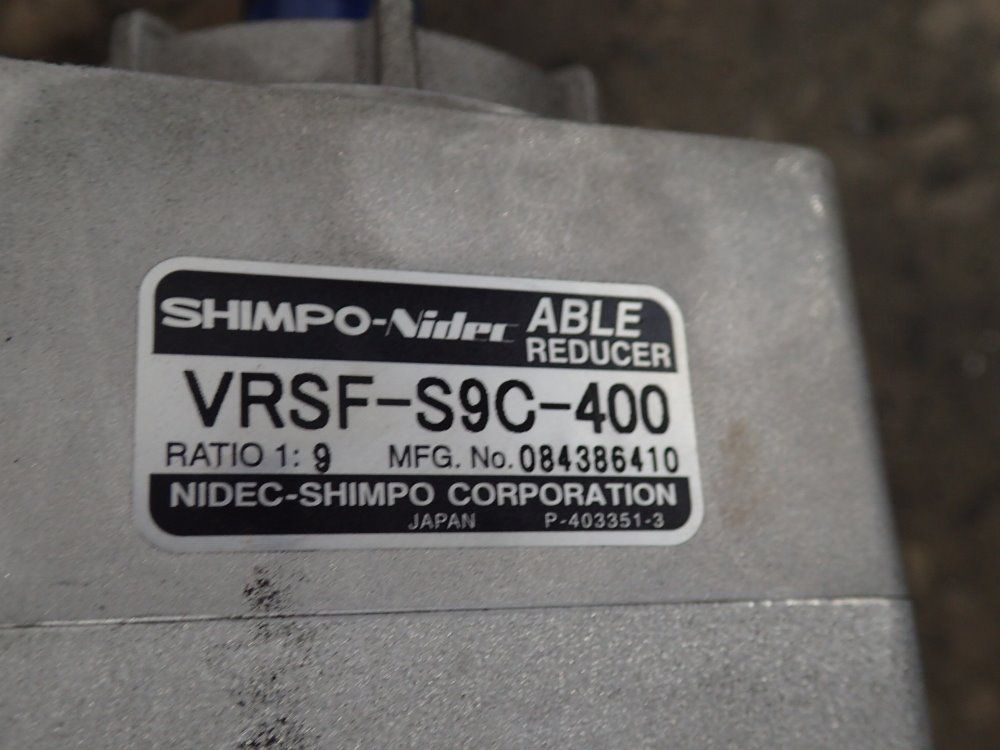 SHIMPO-Nidec ABLE
REDUCER
VRSF-S9C-400
RATIO 1: 9 MFG. No. 084386410
NIDEC-SHIMPO CORPORATION
JAPAN P-403351-3